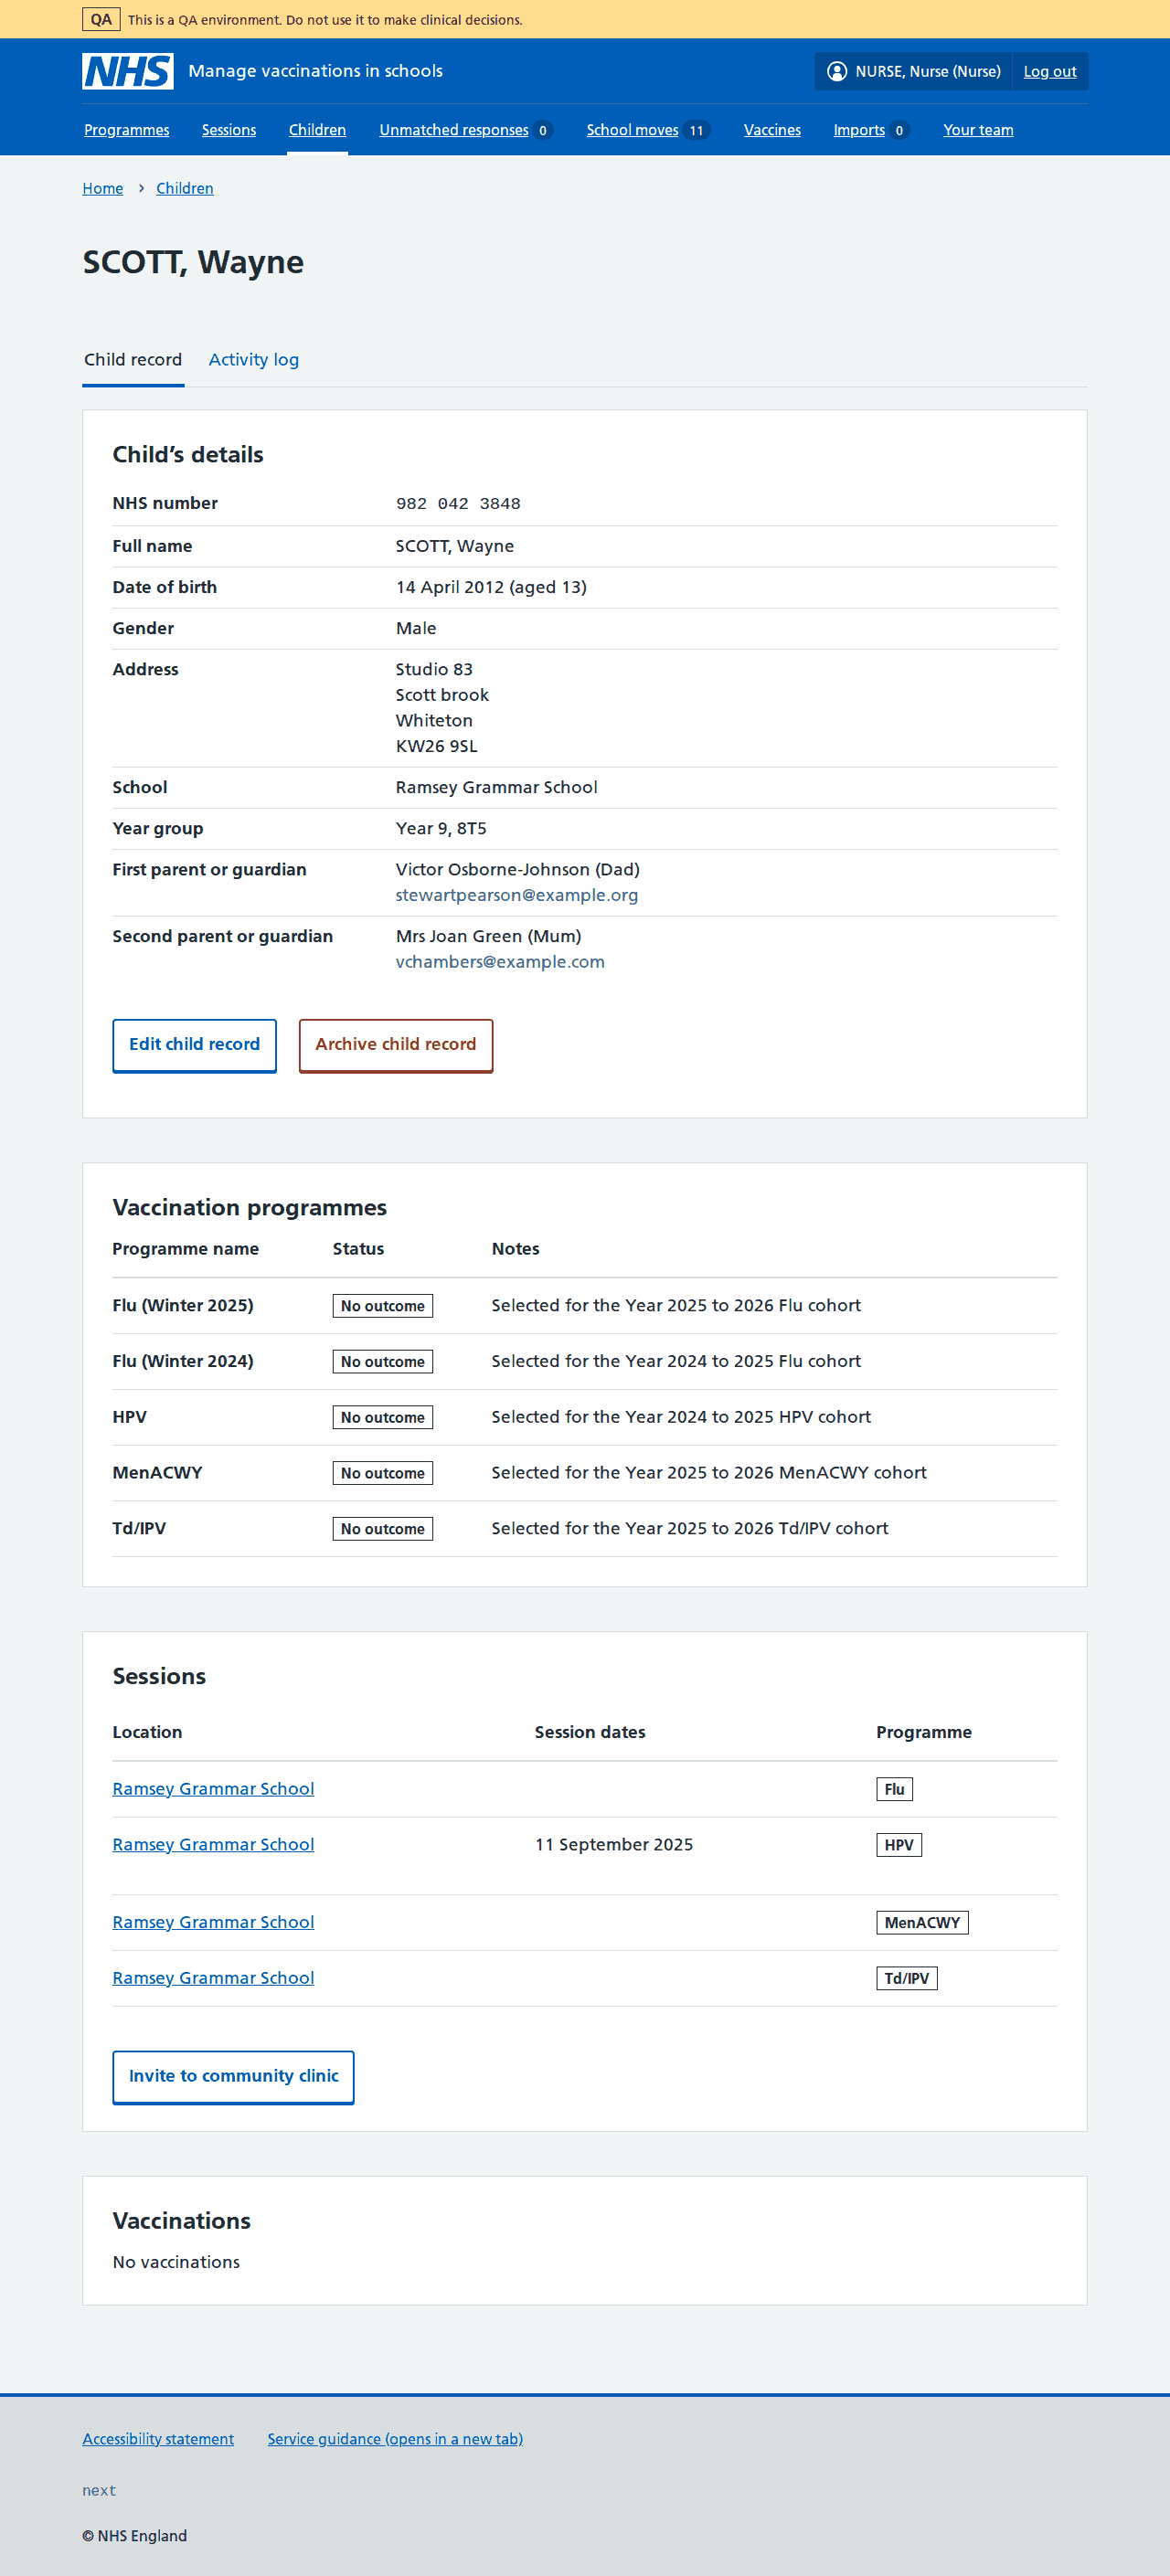 QA This is a QA environment. Do not use it to make clinical decisions.
NHS Manage vaccinations in schools NURSE, Nurse (Nurse) Log out
Programmes Sessions Children Unmatched responses 0 School moves 11 Vaccines Imports 0 Your team
Home › Children
SCOTT, Wayne
Child record Activity log
Child’s details
NHS number 982 042 3848
Full name SCOTT, Wayne
Date of birth 14 April 2012 (aged 13)
Gender Male
Address Studio 83
Scott brook
Whiteton
KW26 9SL
School Ramsey Grammar School
Year group Year 9, 8T5
First parent or guardian Victor Osborne-Johnson (Dad)
stewartpearson@example.org
Second parent or guardian Mrs Joan Green (Mum)
vchambers@example.com
Edit child record Archive child record
Vaccination programmes
Programme name Status Notes
Flu (Winter 2025) No outcome Selected for the Year 2025 to 2026 Flu cohort
Flu (Winter 2024) No outcome Selected for the Year 2024 to 2025 Flu cohort
HPV No outcome Selected for the Year 2024 to 2025 HPV cohort
MenACWY No outcome Selected for the Year 2025 to 2026 MenACWY cohort
Td/IPV No outcome Selected for the Year 2025 to 2026 Td/IPV cohort
Sessions
Location Session dates Programme
Ramsey Grammar School Flu
Ramsey Grammar School 11 September 2025 HPV
Ramsey Grammar School MenACWY
Ramsey Grammar School Td/IPV
Invite to community clinic
Vaccinations
No vaccinations
Accessibility statement Service guidance (opens in a new tab)
next
© NHS England